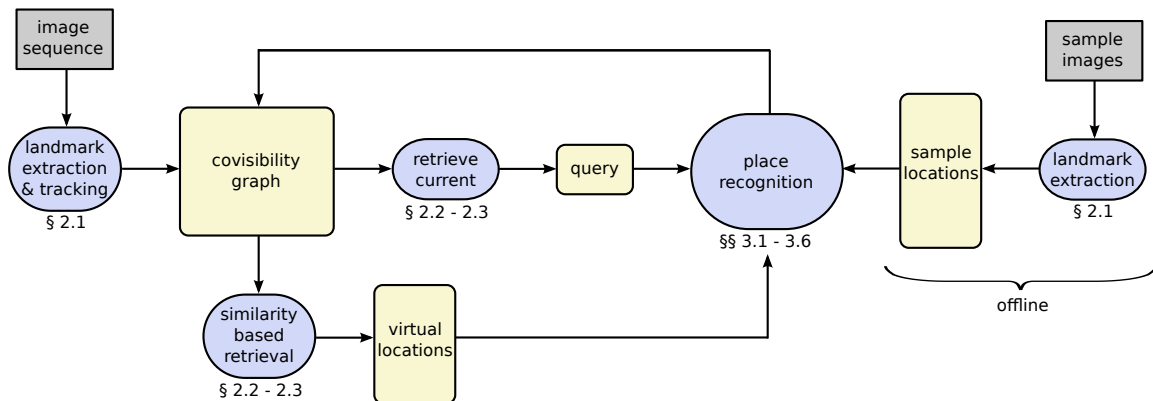 image
sequence
sample
images
landmark
extraction
& tracking
§ 2.1
covisibility
graph
retrieve
current
§ 2.2 - 2.3
query
place
recognition
§§ 3.1 - 3.6
sample
locations
landmark
extraction
§ 2.1
offline
similarity
based
retrieval
§ 2.2 - 2.3
virtual
locations